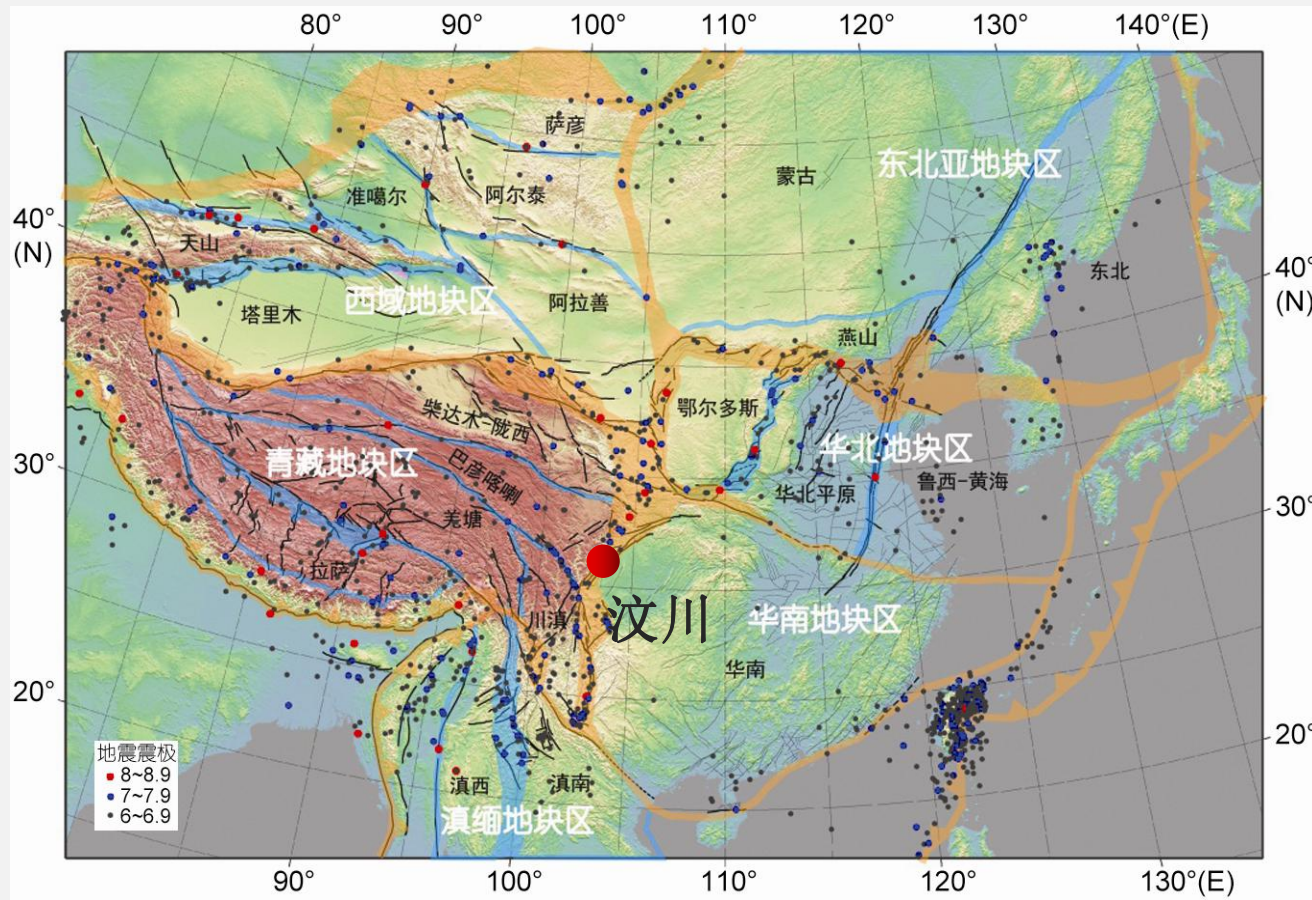 80° 90° 100° 110° 120° 130° 140°(E)
萨彦
东北亚地块区
蒙古
准噶尔
阿尔泰
40°
(N)
天山
东北
40°
(N)
西域地块区
阿拉善
塔里木
燕山
柴达木-陇西
鄂尔多斯
华北地块区
青藏地块区
巴彦喀喇
30°
鲁西-黄海
华北平原
羌塘
30°
拉萨
川滇
汶川
华南地块区
华南
20°
20°
地震震极
8~8.9
7~7.9
6~6.9
滇西
滇南
滇缅地块区
90° 100° 110° 120° 130°(E)